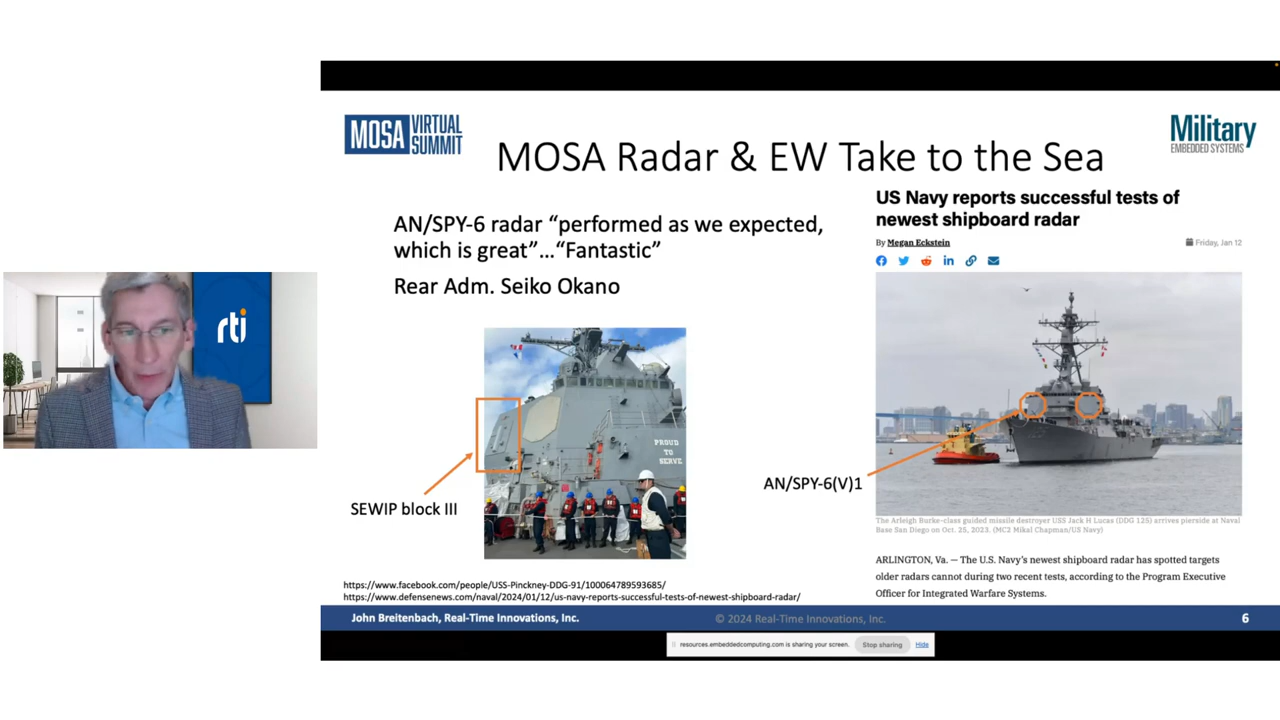 MOSA VIRTUAL SUMMIT
Military
EMBEDDED SYSTEMS
MOSA Radar & EW Take to the Sea
AN/SPY-6 radar “performed as we expected,
which is great”...“Fantastic”
Rear Adm. Seiko Okano
US Navy reports successful tests of
newest shipboard radar
By Megan Eckstein
Friday, Jan 12
rti
PROUD
TO
SERVE
SEWIP block III
AN/SPY-6(V)1
The Arleigh Burke-class guided missile destroyer USS Jack H Lucas (DDG 125) arrives pierside at Naval
Base San Diego on Oct. 25, 2023. (MC2 Mikal Chapman/US Navy)
ARLINGTON, Va. — The U.S. Navy’s newest shipboard radar has spotted targets
older radars cannot during two recent tests, according to the Program Executive
Officer for Integrated Warfare Systems.
https://www.facebook.com/people/USS-Pinckney-DDG-91/100064789593685/
https://www.defensenews.com/naval/2024/01/12/us-navy-reports-successful-tests-of-newest-shipboard-radar/
John Breitenbach, Real-Time Innovations, Inc.
© 2024 Real-Time Innovations, Inc.
6
resources.embeddedcomputing.com is sharing your screen.
Stop sharing
Hide